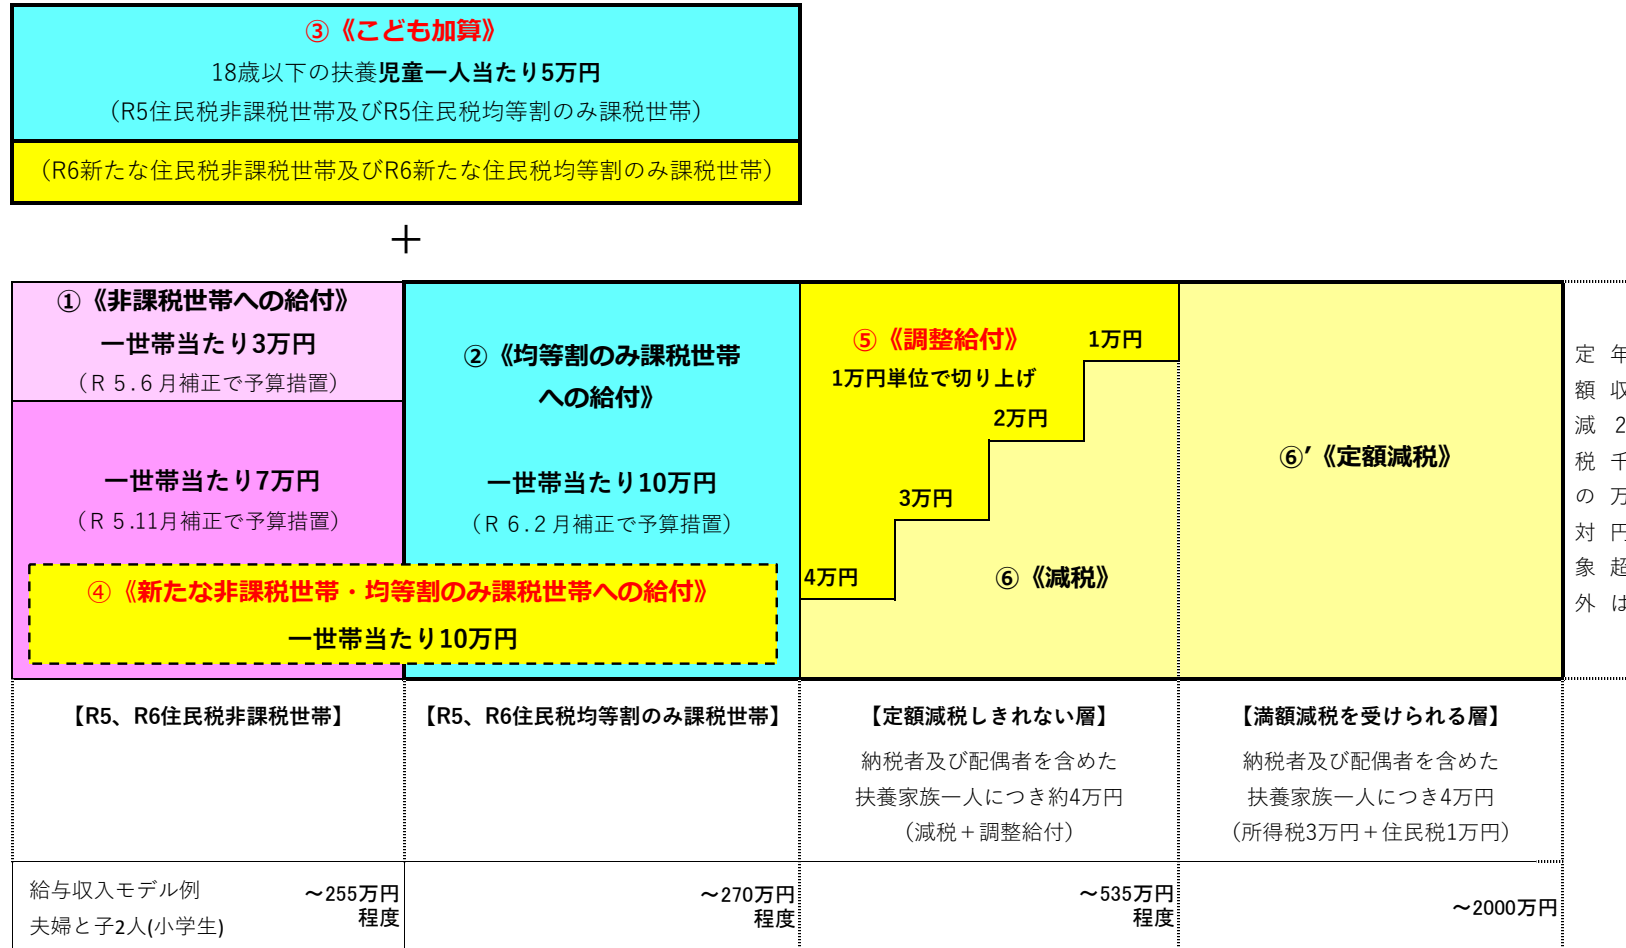 ③《こども加算》
18歳以下の扶養児童一人当たり5万円
（R5住民税非課税世帯及びR5住民税均等割のみ課税世帯）
（R6新たな住民税非課税世帯及びR6新たな住民税均等割のみ課税世帯）
＋
①《非課税世帯への給付》
一世帯当たり3万円
（Ｒ５.６月補正で予算措置）
一世帯当たり7万円
（Ｒ５.11月補正で予算措置）
②《均等割のみ課税世帯
への給付》
一世帯当たり10万円
（Ｒ６.２月補正で予算措置）
④《新たな非課税世帯・均等割のみ課税世帯への給付》
一世帯当たり10万円
⑤《調整給付》
1万円単位で切り上げ
1万円
2万円
3万円
4万円
⑥《減税》
⑥′《定額減税》
年収2千万円超は
定額減税の対象外
【R5、R6住民税非課税世帯】
【R5、R6住民税均等割のみ課税世帯】
【定額減税しきれない層】
納税者及び配偶者を含めた
扶養家族一人につき約4万円
（減税＋調整給付）
【満額減税を受けられる層】
納税者及び配偶者を含めた
扶養家族一人につき4万円
（所得税3万円＋住民税1万円）
給与収入モデル例
夫婦と子2人(小学生)
～255万円
程度
～270万円
程度
～535万円
程度
～2000万円